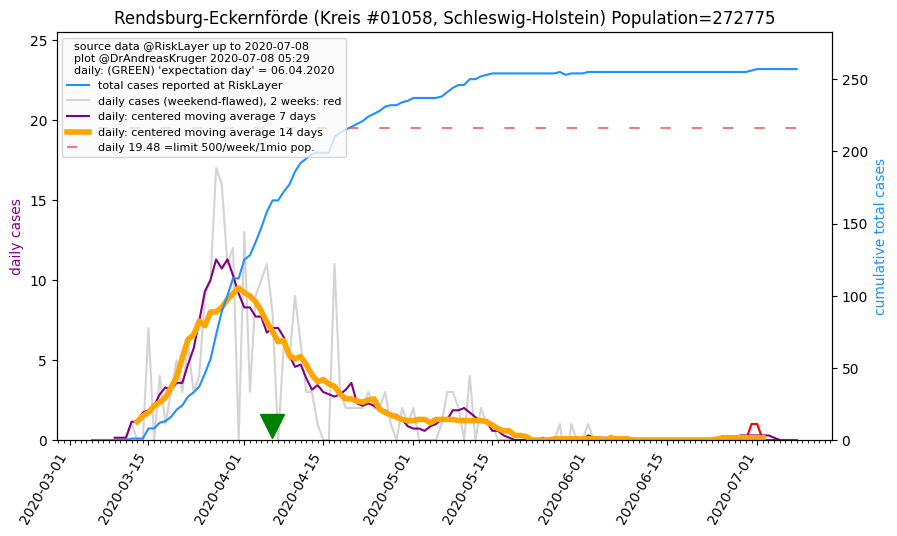 Rendsburg-Eckernförde (Kreis #01058, Schleswig-Holstein) Population=272775
source data @RiskLayer up to 2020-07-08
plot @DrAndreasKruger 2020-07-08 05:29
daily: (GREEN) 'expectation day' = 06.04.2020
total cases reported at RiskLayer
daily cases (weekend-flawed), 2 weeks: red
daily: centered moving average 7 days
daily: centered moving average 14 days
daily 19.48 =limit 500/week/1mio pop.
daily cases
25
20
15
10
5
0
cumulative total cases
250
200
150
100
50
0
2020-03-01
2020-03-15
2020-04-01
2020-04-15
2020-05-01
2020-05-15
2020-06-01
2020-06-15
2020-07-01